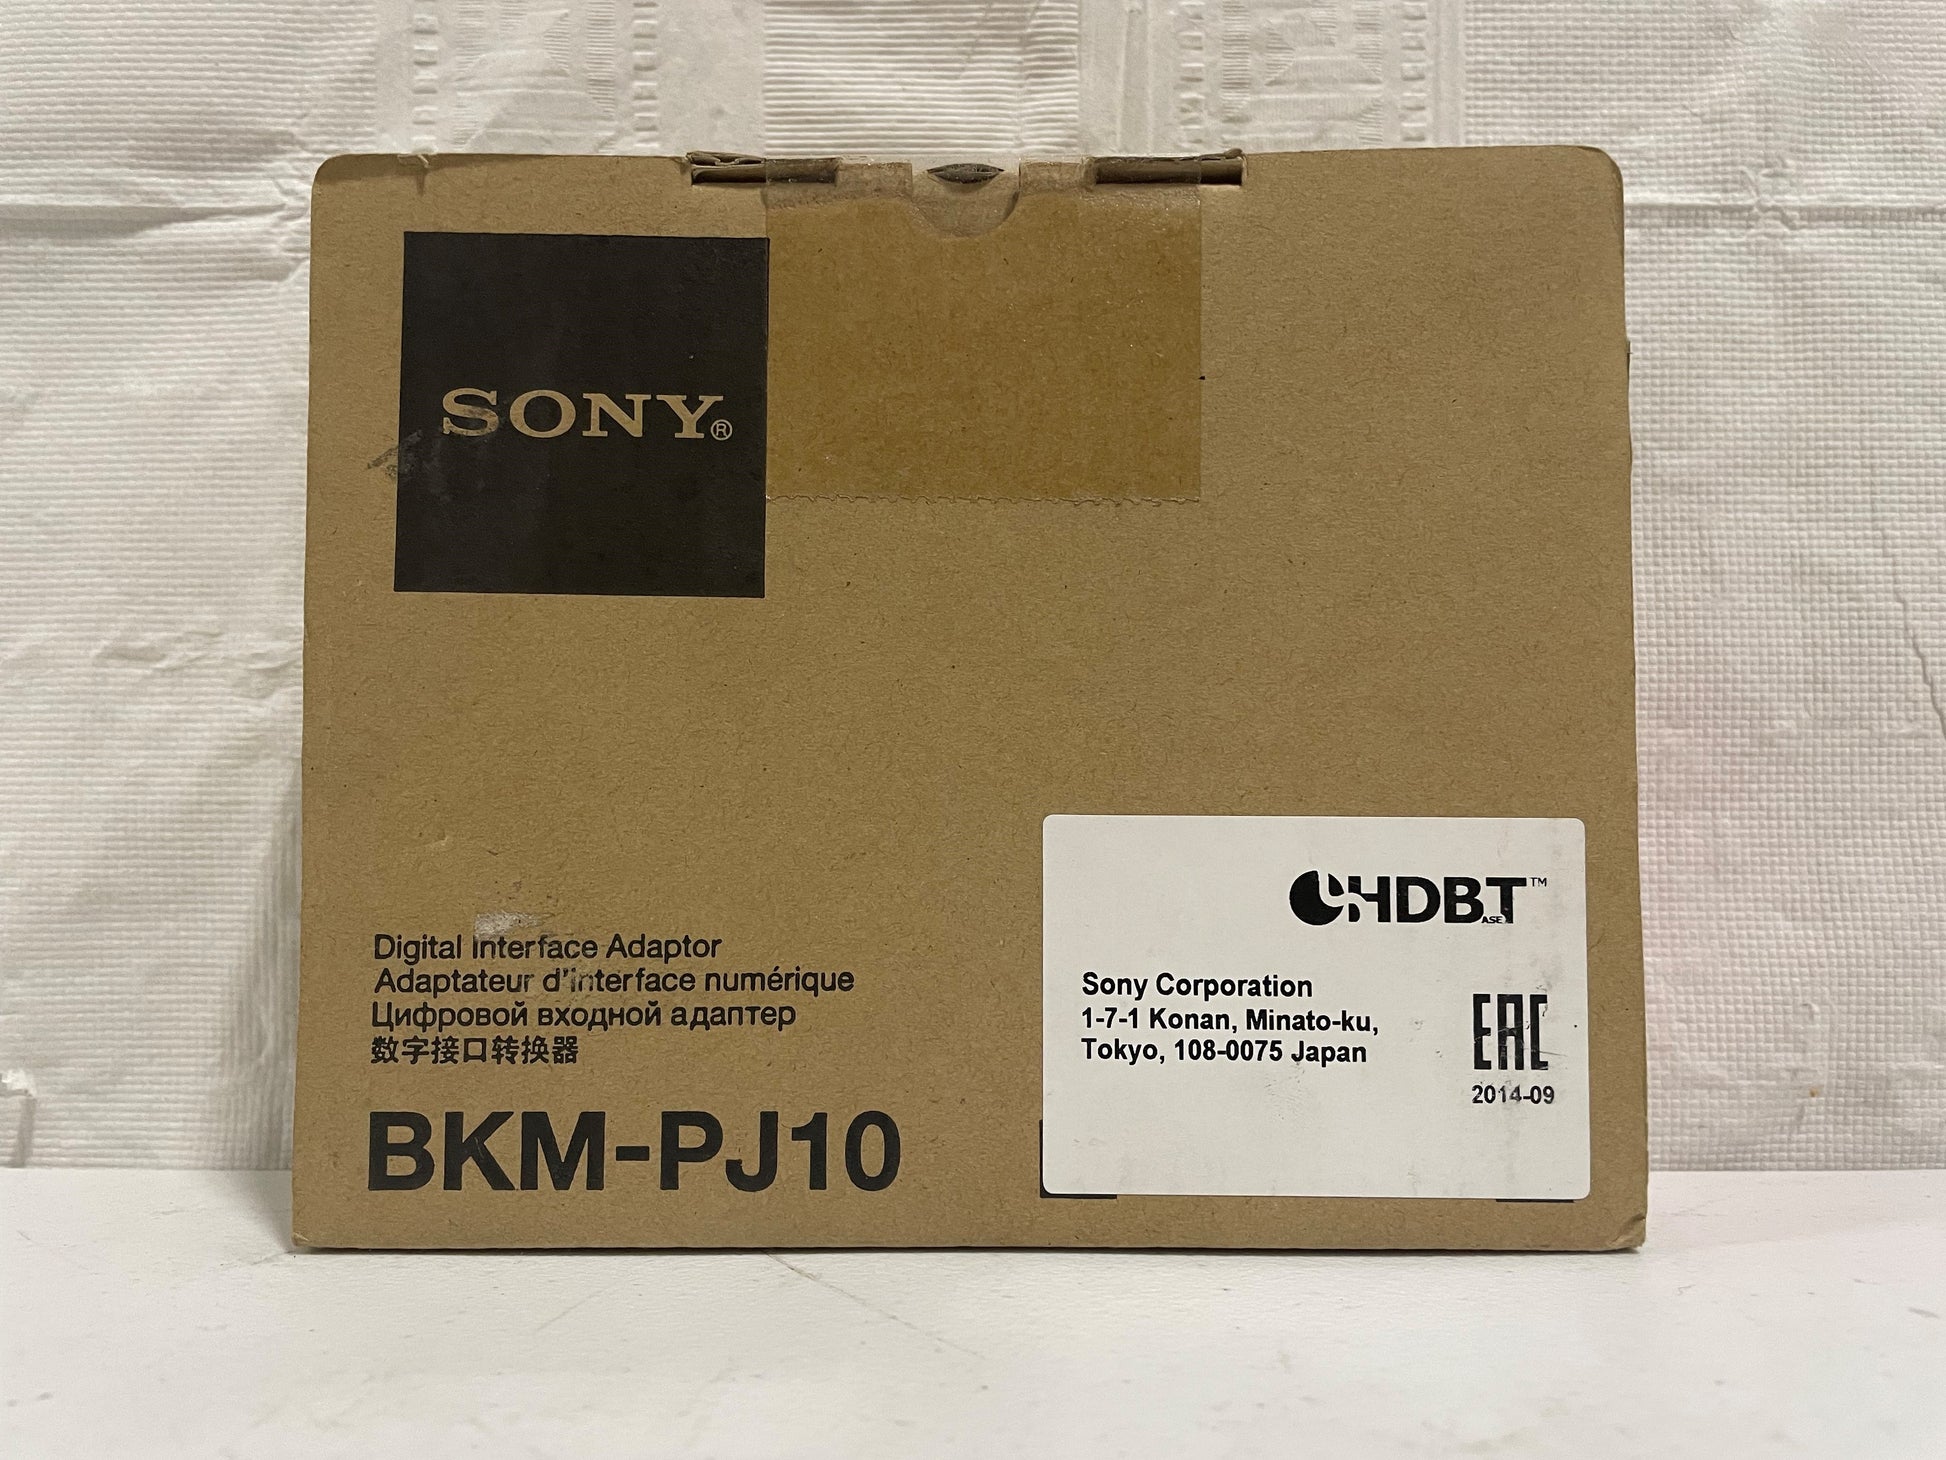 SONY®
Digital Interface Adaptor
Adaptateur d'interface numérique
Цифровой входной адаптер
数字接口转换器
BKM-PJ10
HDBT™
ASE
Sony Corporation
1-7-1 Konan, Minato-ku,
Tokyo, 108-0075 Japan
EAC
2014-09